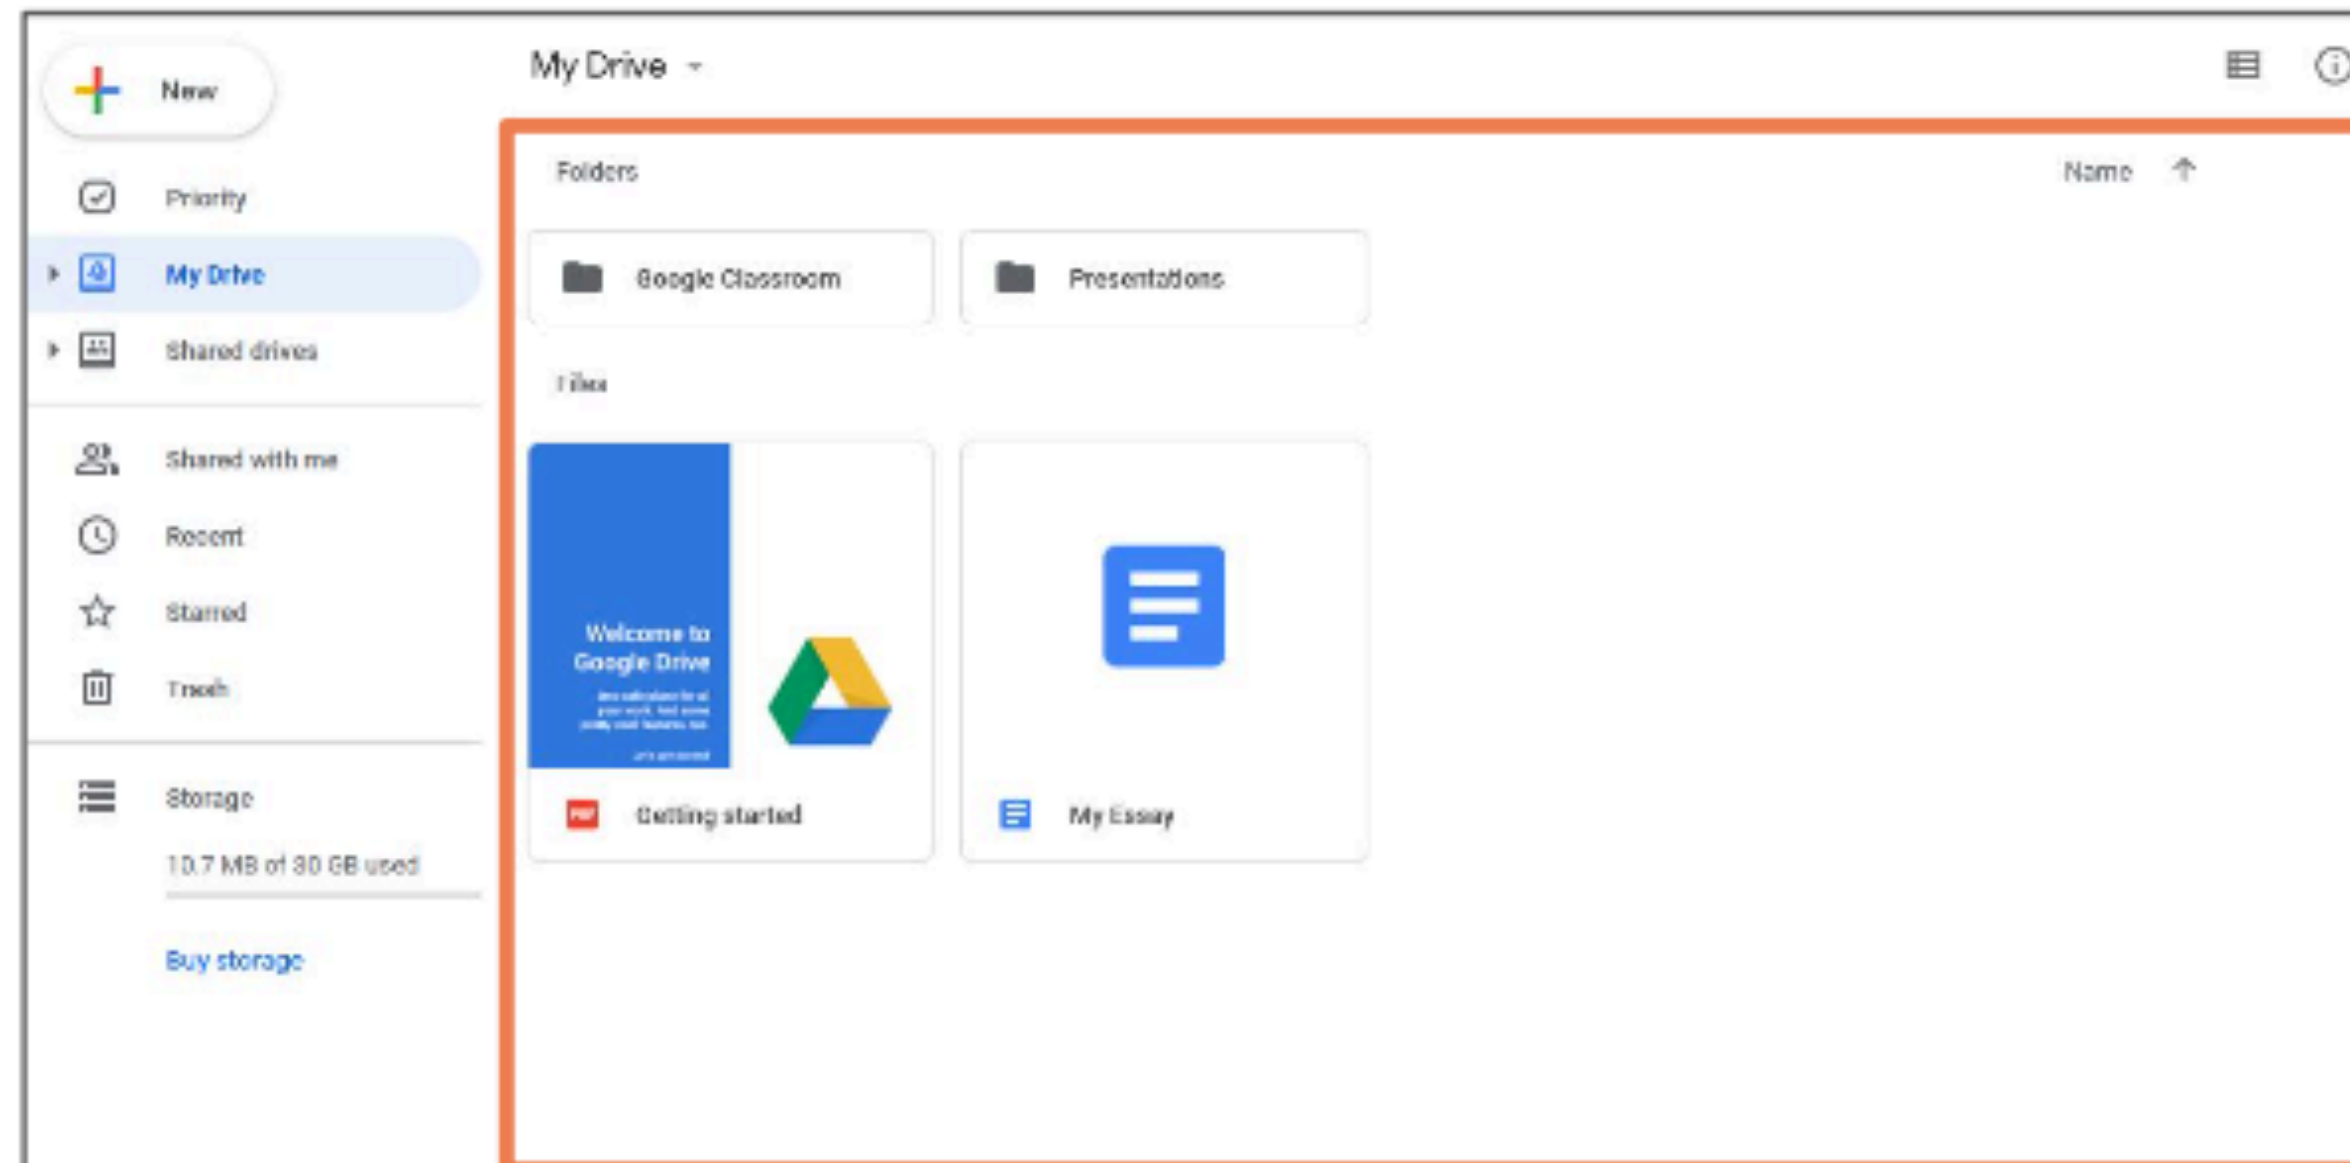 New
Priority
My Drive
Shared drives
Shared with me
Recent
Starred
Trash
Storage
10.7 MB of 30 GB used
Buy storage
My Drive
Folders
Name
Google Classroom
Presentations
Files
Welcome to
Google Drive
PDF
Getting started
My Essay